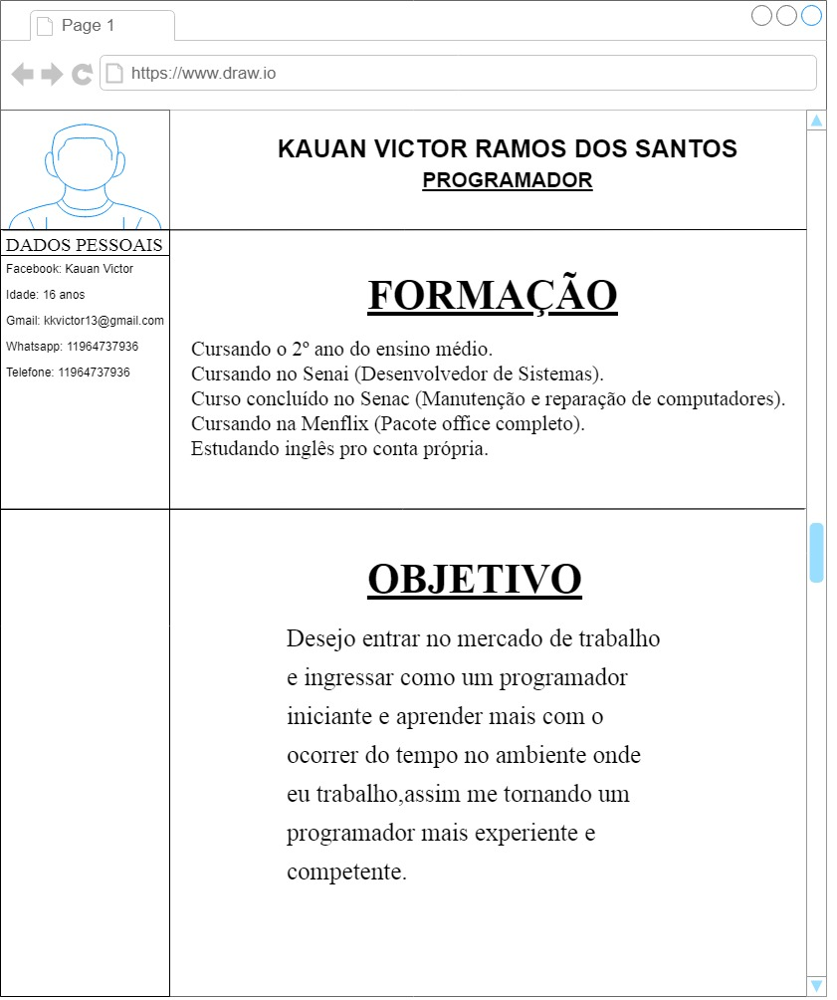 Page 1
https://www.draw.io
KAUAN VICTOR RAMOS DOS SANTOS
PROGRAMADOR
DADOS PESSOAIS
Facebook: Kauan Victor
Idade: 16 anos
Gmail: kkvictor13@gmail.com
Whatsapp: 11964737936
Telefone: 11964737936
FORMAÇÃO
Cursando o 2º ano do ensino médio.
Cursando no Senai (Desenvolvedor de Sistemas).
Curso concluído no Senac (Manutenção e reparação de computadores).
Cursando na Menflix (Pacote office completo).
Estudando inglês pro conta própria.
OBJETIVO
Desejo entrar no mercado de trabalho
e ingressar como um programador
iniciante e aprender mais com o
ocorrer do tempo no ambiente onde
eu trabalho,assim me tornando um
programador mais experiente e
competente.